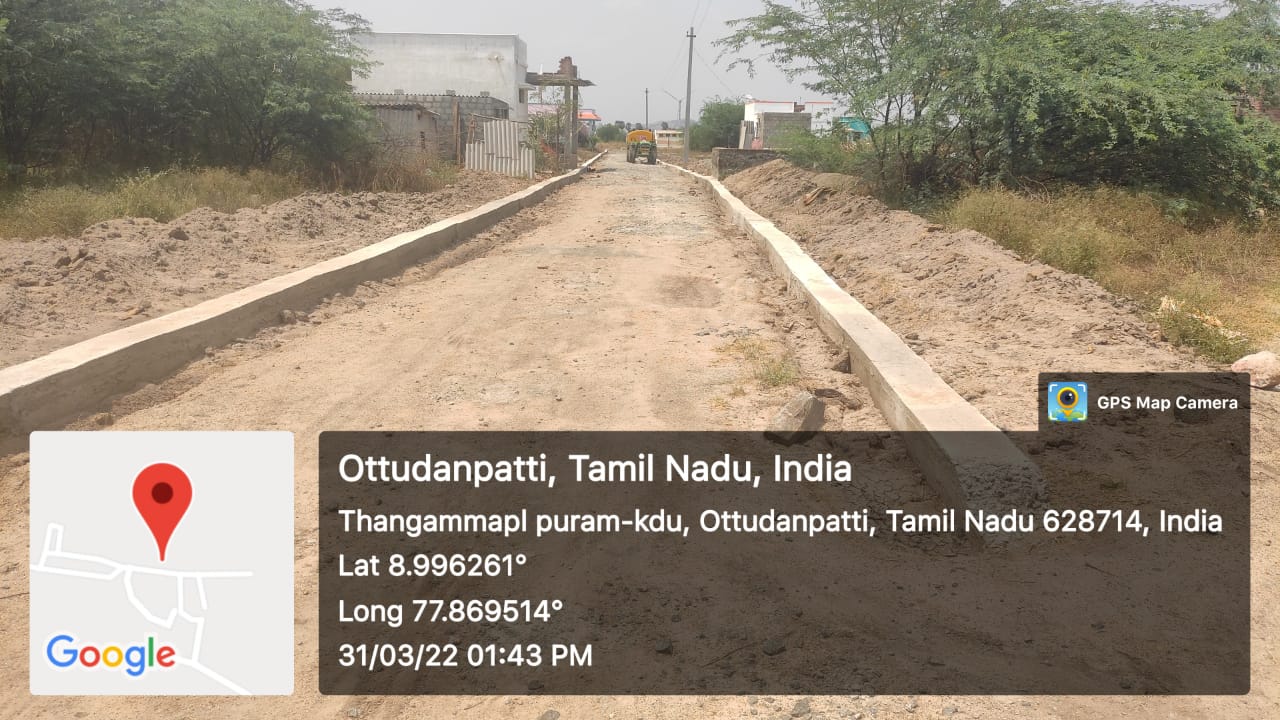 GPS Map Camera
Ottudanpatti, Tamil Nadu, India
Thangammapl puram-kdu, Ottudanpatti, Tamil Nadu 628714, India
Lat 8.996261°
Long 77.869514°
31/03/22 01:43 PM
Google